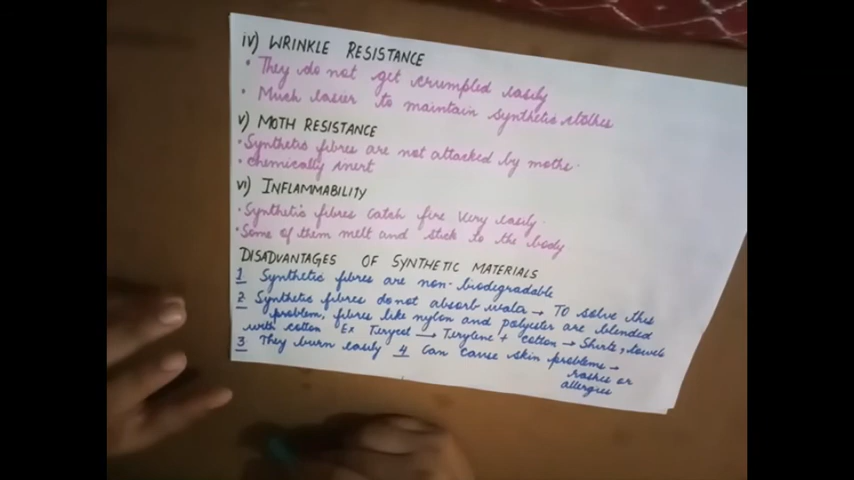 iv) WRINKLE RESISTANCE
• They do not get crumpled easily
• Much easier to maintain synthetic clothes
v) MOTH RESISTANCE
• Synthetic fibres are not attacked by moths.
• chemically inert
vi) INFLAMMABILITY
• Synthetic fibres catch fire very easily.
• Some of them melt and stick to the body
DISADVANTAGES OF SYNTHETIC MATERIALS
1 Synthetic fibres are non-biodegradable
2 Synthetic fibres do not absorb water → TO solve this
problem, fibres like nylon and polyester are blended
with cotton Ex Terycot → Terylene + cotton → Shirts, towels
3 They burn easily 4 Can cause skin problems →
rashes or
allergies